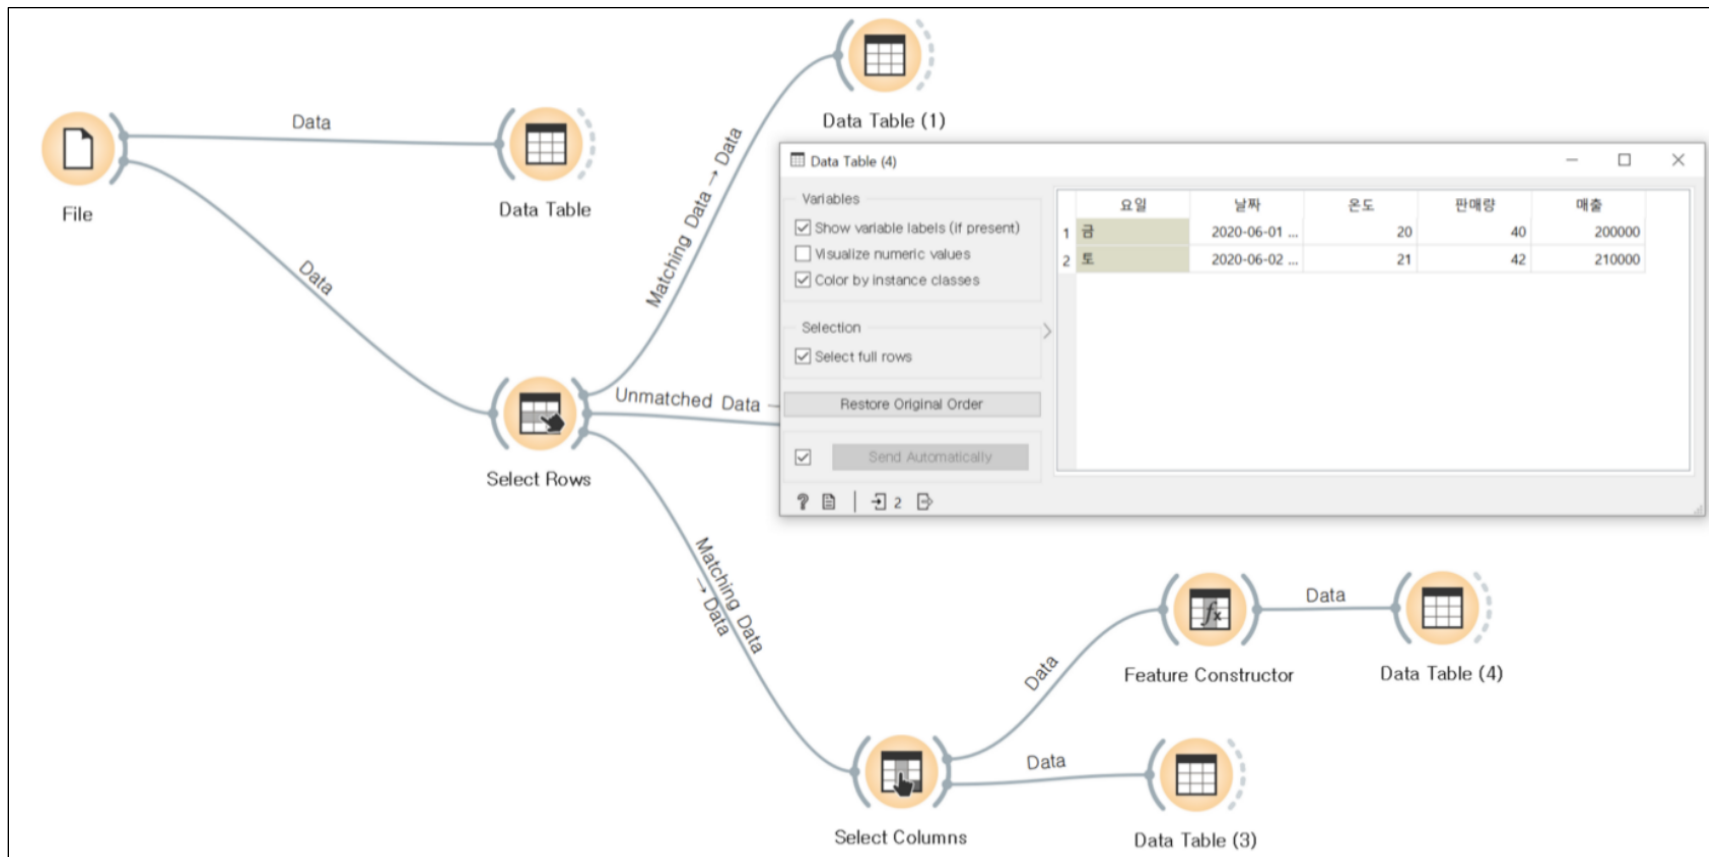 Data Table (1)
Data
File
Data Table
Data
Matching Data → Data
Data Table (4)
Variables
Show variable labels (if present)
Visualize numeric values
Color by instance classes
Selection
Select full rows
Restore Original Order
Send Automatically
2
요일 날짜 온도 판매량 매출
1 금 2020-06-01 ... 20 40 200000
2 토 2020-06-02 ... 21 42 210000
Unmatched Data
Select Rows
Matching Data
→ Data
Data
Feature Constructor
Data
Data Table (4)
Data
Select Columns
Data Table (3)